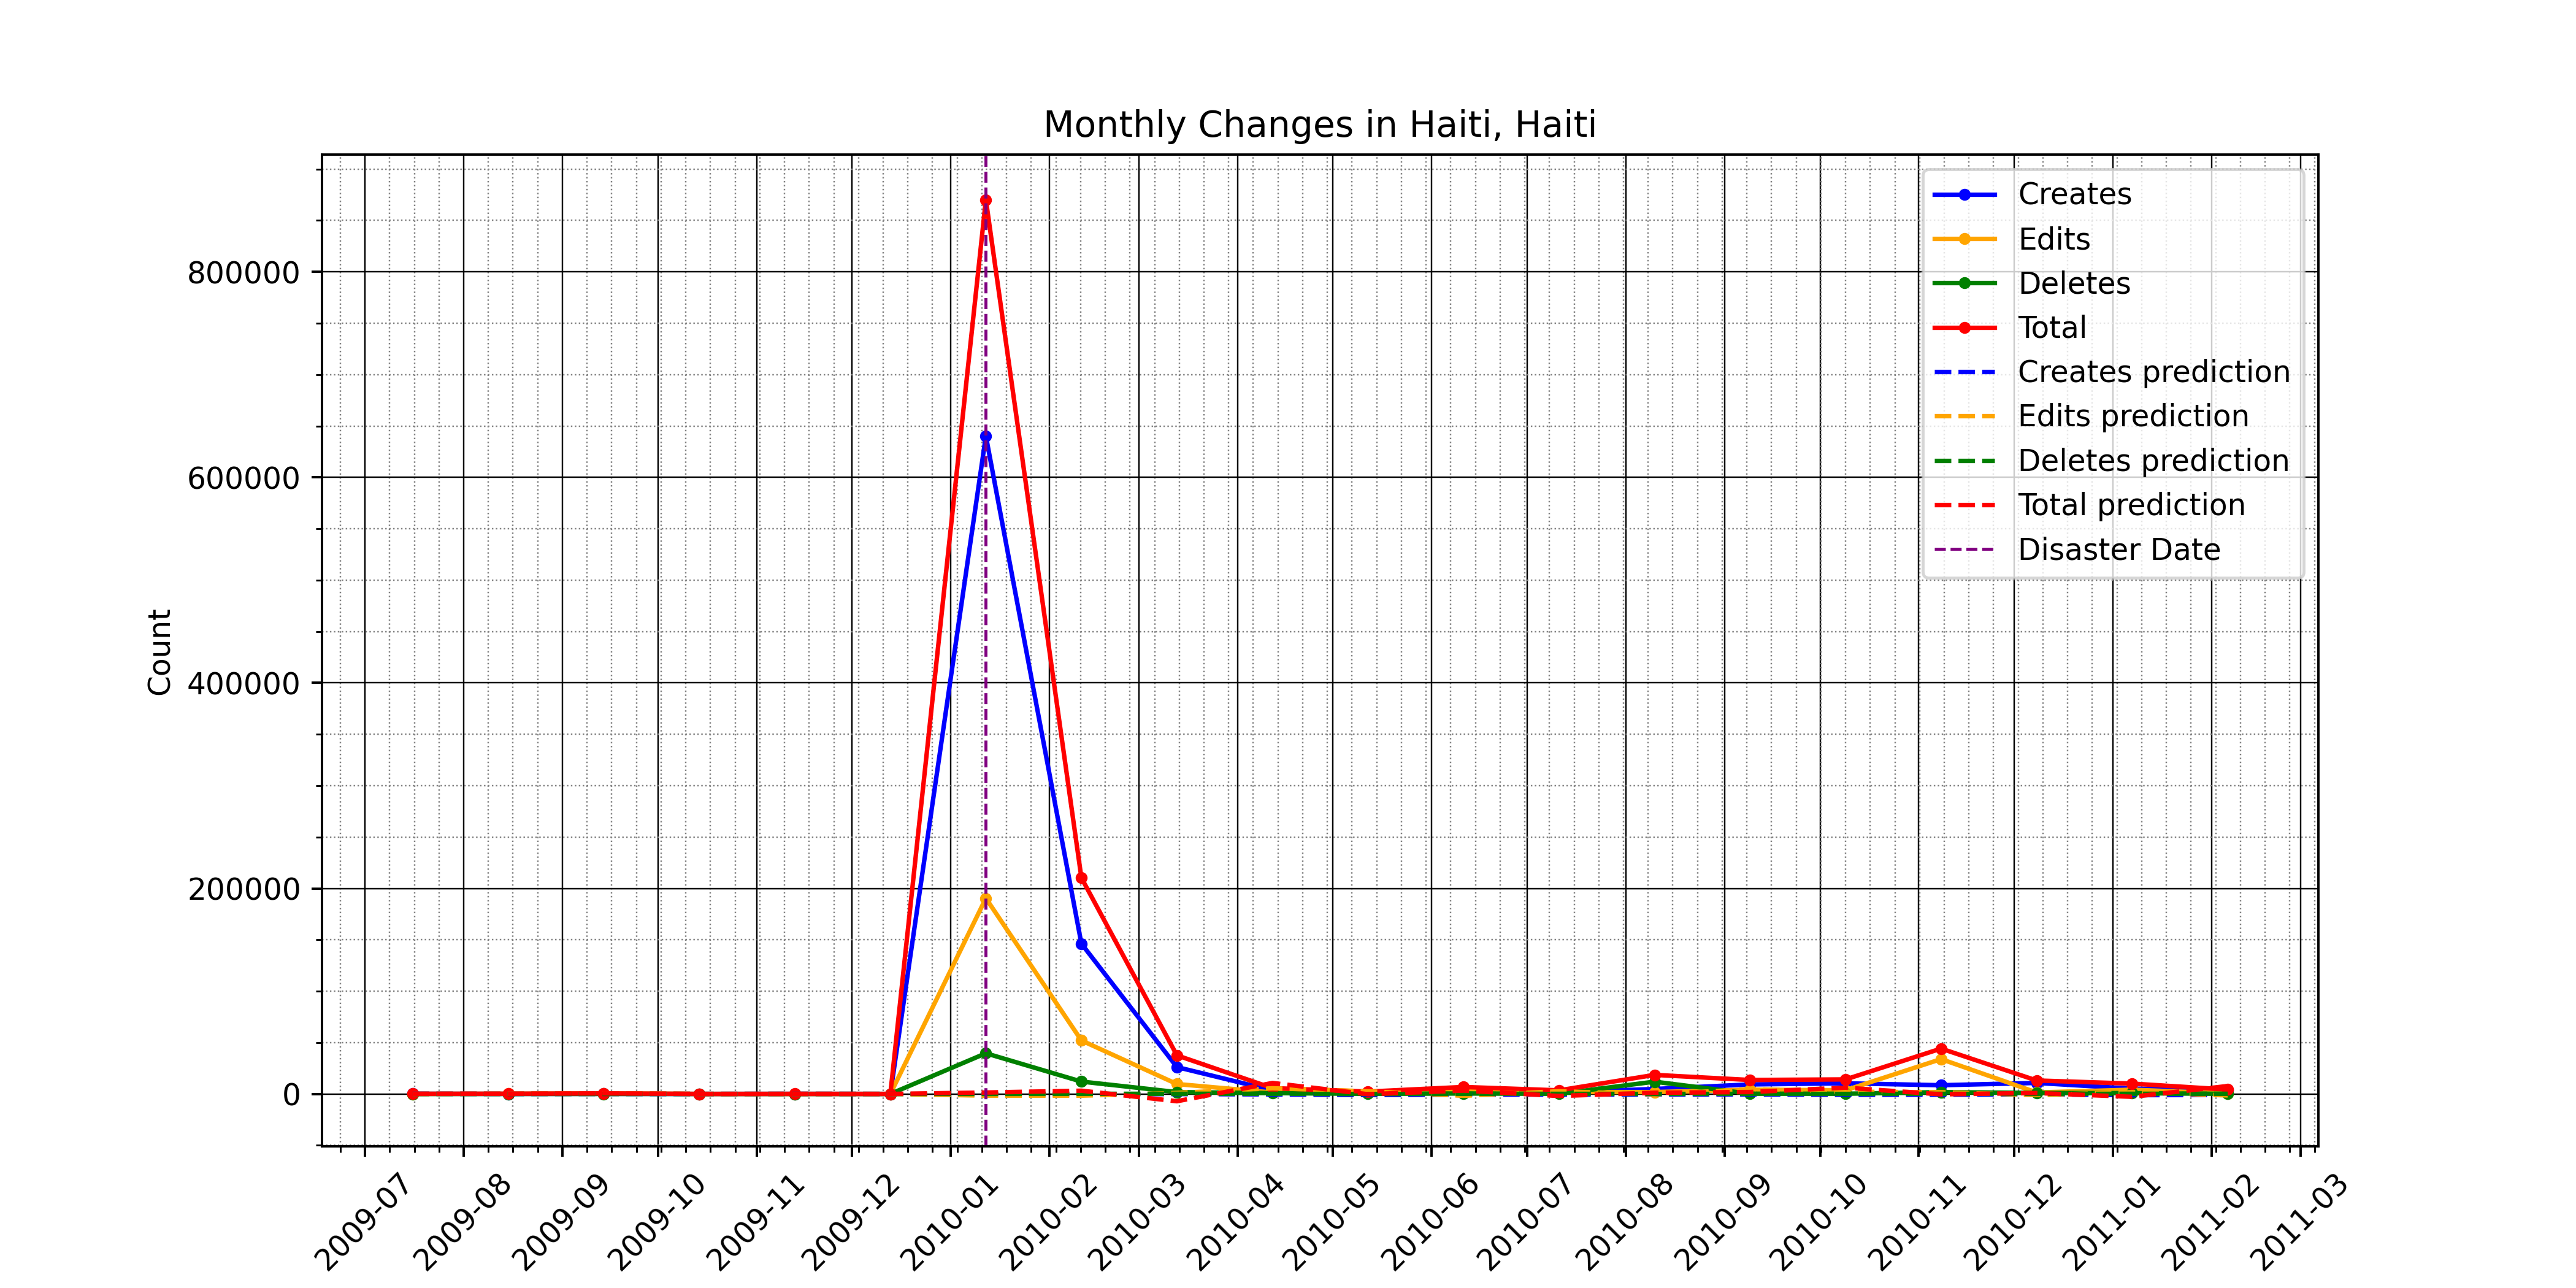 Monthly Changes in Haiti, Haiti
Count
800000
600000
400000
200000
0
Creates
Edits
Deletes
Total
Creates prediction
Edits prediction
Deletes prediction
Total prediction
Disaster Date
2009-07
2009-08
2009-09
2009-10
2009-11
2009-12
2010-01
2010-02
2010-03
2010-04
2010-05
2010-06
2010-07
2010-08
2010-09
2010-10
2010-11
2010-12
2011-01
2011-02
2011-03